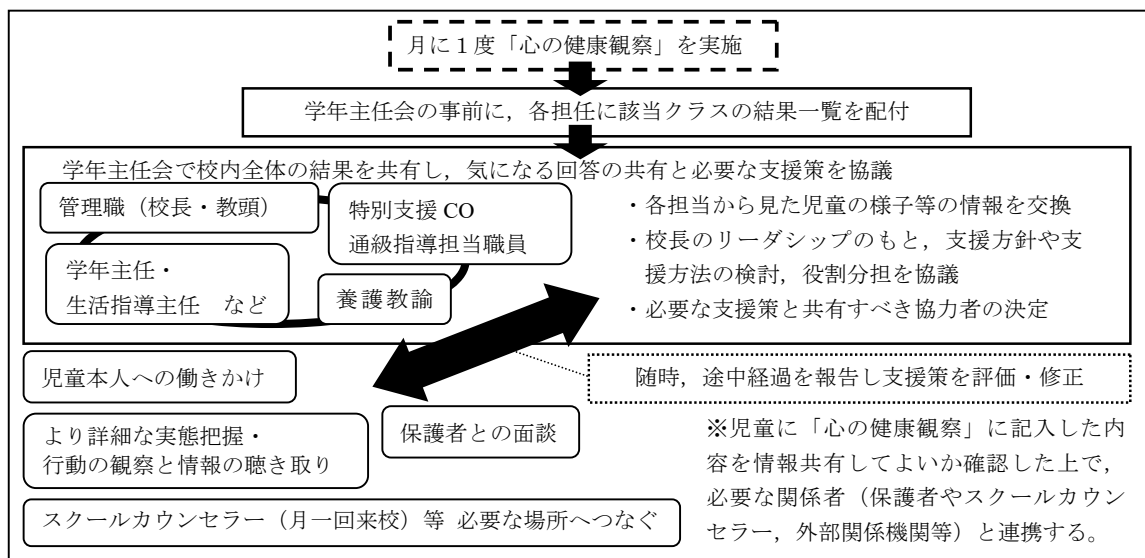 月に１度「心の健康観察」を実施
学年主任会の事前に，各担任に該当クラスの結果一覧を配付
学年主任会で校内全体の結果を共有し，気になる回答の共有と必要な支援策を協議
管理職（校長・教頭）
特別支援 CO
通級指導担当職員
学年主任・
生活指導主任　など
養護教諭
・各担当から見た児童の様子等の情報を交換
・校長のリーダシップのもと，支援方針や支
援方法の検討，役割分担を協議
・必要な支援策と共有すべき協力者の決定
児童本人への働きかけ
随時，途中経過を報告し支援策を評価・修正
より詳細な実態把握・
行動の観察と情報の聴き取り
保護者との面談
スクールカウンセラー（月一回来校）等 必要な場所へつなぐ
※児童に「心の健康観察」に記入した内
容を情報共有してよいか確認した上で，
必要な関係者（保護者やスクールカウン
セラー，外部関係機関等）と連携する。